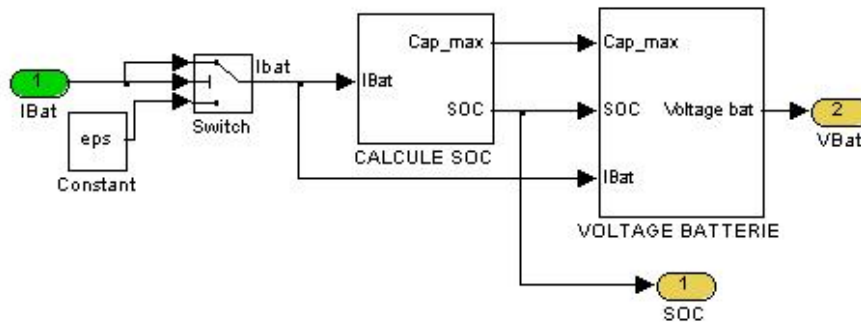 1
IBat
eps
Constant
Switch
Ibat
IBat
Cap_max
SOC
CALCULE SOC
Cap_max
SOC
IBat
Voltage bat
VOLTAGE BATTERIE
2
VBat
1
SOC